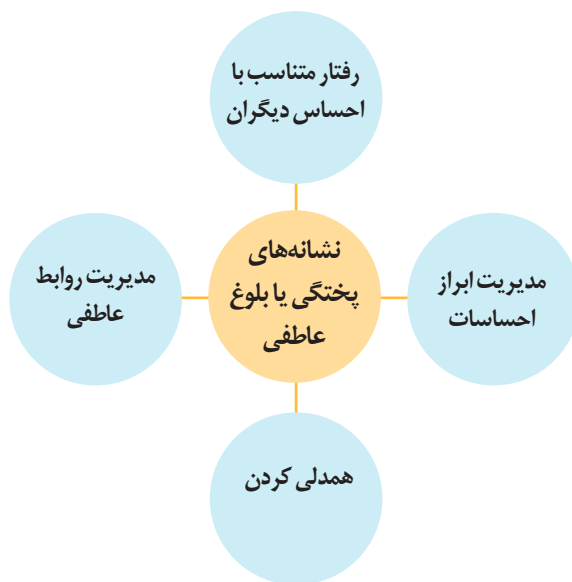 رفتار متناسب با
احساس دیگران
نشانه‌های
پختگی یا بلوغ
عاطفی
مدیریت ابراز
احساسات
مدیریت روابط
عاطفی
همدلی کردن